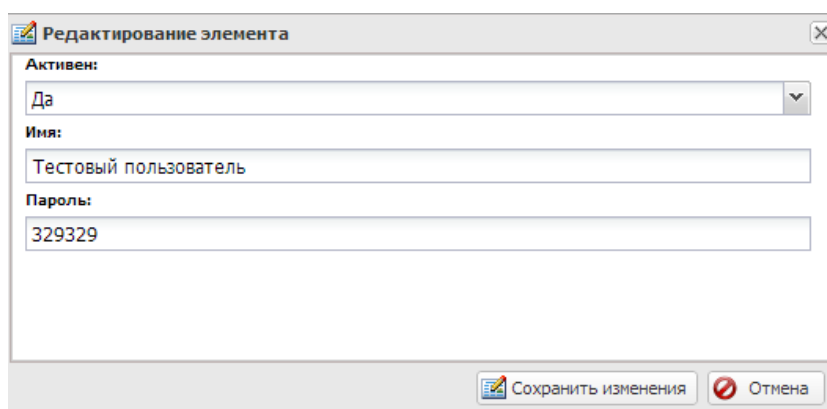 Редактирование элемента
Активен:
Да
Имя:
Тестовый пользователь
Пароль:
329329
Сохранить изменения Отмена